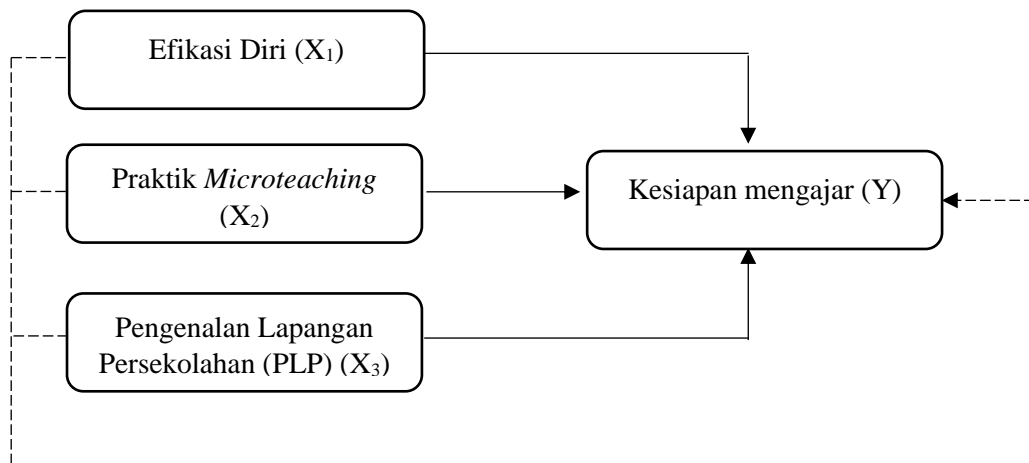 Efikasi Diri (X₁)
Praktik Microteaching
(X₂)
Kesiapan mengajar (Y)
Pengenalan Lapangan
Persekolahan (PLP) (X₃)